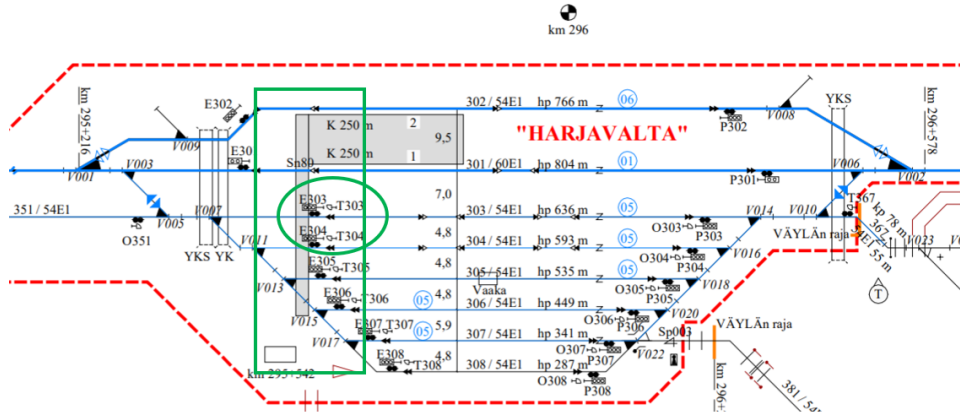 km 296
302 / 54E1 hp 766 m 06
E302
P302
V008
YKS
km 295+216
km 296+578
V009
K 250 m 2
9,5
"HARJAVALTA"
K 250 m 1
E30
Sn80
V001
V003
301 / 60E1 hp 804 m 01
P301
V006
V002
7,0
351 / 54E1
O351
V005
V007
E303 T303
303 / 54E1 hp 636 m 05
O303
P303
V014
V010
T367
kp 78 m
VÄYLÄn raja
367
54E1
55 m
V023
YKS YK
V011
4,8
E304 T304
304 / 54E1 hp 593 m 05
O304
P304
V016
4,8
E305 T305
305 / 54E1 hp 535 m 05
V013
Vaaka
O305
P305
V018
T
4,8
E306 T306
05
306 / 54E1 hp 449 m
V015
O306
P306
V020
5,9
E307 T307
05
307 / 54E1 hp 341 m
V017
O307
P307
V022
Sp003
VÄYLÄn raja
4,8
E308
T308
308 / 54E1 hp 287 m
O308
P308
km 295+542